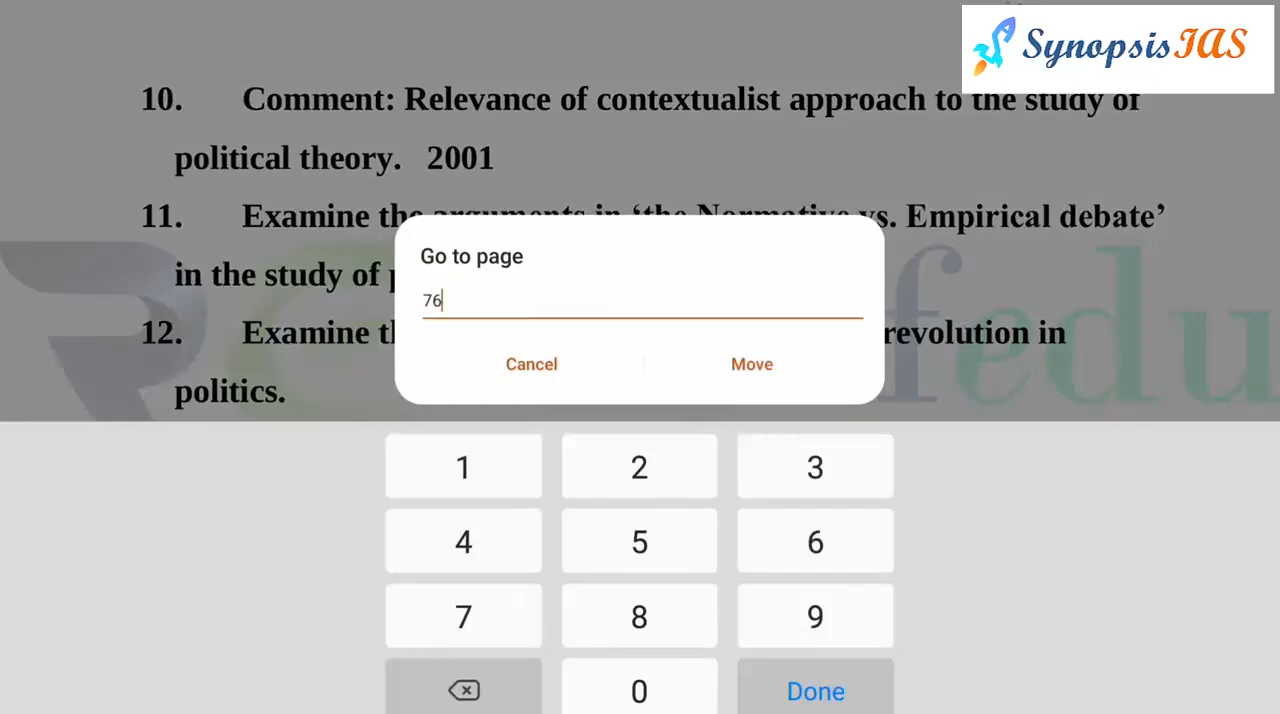 SynopsisIAS
10. Comment: Relevance of contextualist approach to the study of
political theory. 2001
11. Examine the arguments in ‘the Normative vs. Empirical debate’
in the study of
12. Examine revolution in
politics.
Go to page
76
Cancel Move
1 2 3
4 5 6
7 8 9
0 Done
fedu